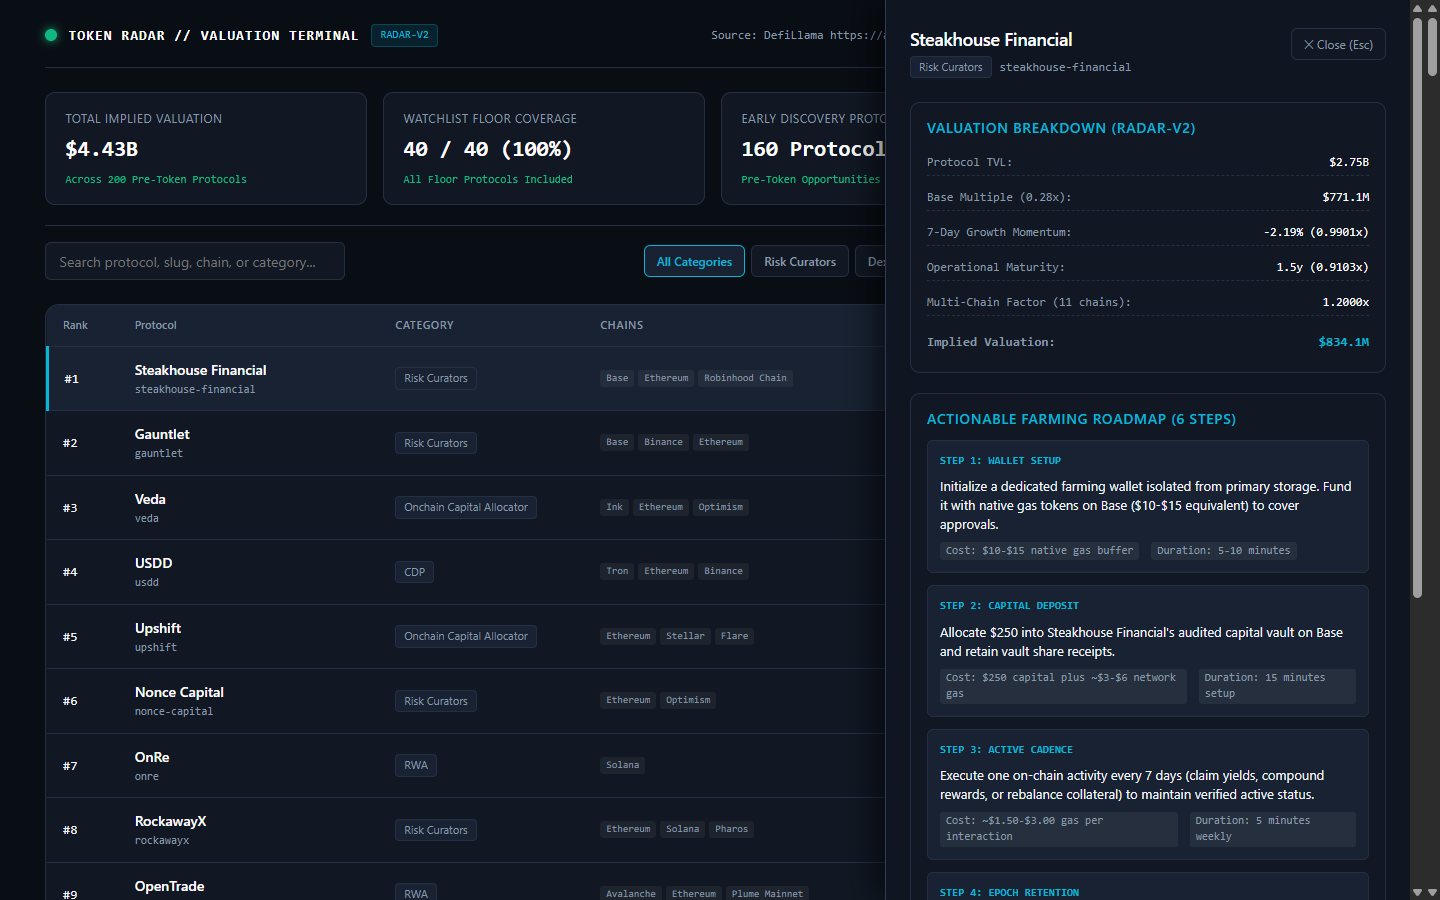 TOKEN RADAR // VALUATION TERMINAL
RADAR-V2
Source: DefiLlama https://
TOTAL IMPLIED VALUATION
$4.43B
Across 200 Pre-Token Protocols
WATCHLIST FLOOR COVERAGE
40 / 40 (100%)
All Floor Protocols Included
EARLY DISCOVERY PROTO
160 Protocol
Pre-Token Opportunities
Search protocol, slug, chain, or category...
All Categories
Risk Curators
De
Rank Protocol CATEGORY CHAINS
#1 Steakhouse Financial Risk Curators Base Ethereum Robinhood Chain
steakhouse-financial
#2 Gauntlet Risk Curators Base Binance Ethereum
gauntlet
#3 Veda Onchain Capital Allocator Ink Ethereum Optimism
veda
#4 USDD CDP Tron Ethereum Binance
usdd
#5 Upshift Onchain Capital Allocator Ethereum Stellar Flare
upshift
#6 Nonce Capital Risk Curators Ethereum Optimism
nonce-capital
#7 OnRe RWA Solana
onre
#8 RockawayX Risk Curators Ethereum Solana Pharos
rockawayx
#9 OpenTrade RWA Avalanche Ethereum Plume Mainnet
Steakhouse Financial
Risk Curators steakhouse-financial
✕ Close (Esc)
VALUATION BREAKDOWN (RADAR-V2)
Protocol TVL: $2.75B
Base Multiple (0.28x): $771.1M
7-Day Growth Momentum: -2.19% (0.9901x)
Operational Maturity: 1.5y (0.9103x)
Multi-Chain Factor (11 chains): 1.2000x
Implied Valuation: $834.1M
ACTIONABLE FARMING ROADMAP (6 STEPS)
STEP 1: WALLET SETUP
Initialize a dedicated farming wallet isolated from primary storage. Fund
it with native gas tokens on Base ($10-$15 equivalent) to cover
approvals.
Cost: $10-$15 native gas buffer
Duration: 5-10 minutes
STEP 2: CAPITAL DEPOSIT
Allocate $250 into Steakhouse Financial's audited capital vault on Base
and retain vault share receipts.
Cost: $250 capital plus ~$3-$6 network
gas
Duration: 15 minutes
setup
STEP 3: ACTIVE CADENCE
Execute one on-chain activity every 7 days (claim yields, compound
rewards, or rebalance collateral) to maintain verified active status.
Cost: ~$1.50-$3.00 gas per
interaction
Duration: 5 minutes
weekly
STEP 4: EPOCH RETENTION